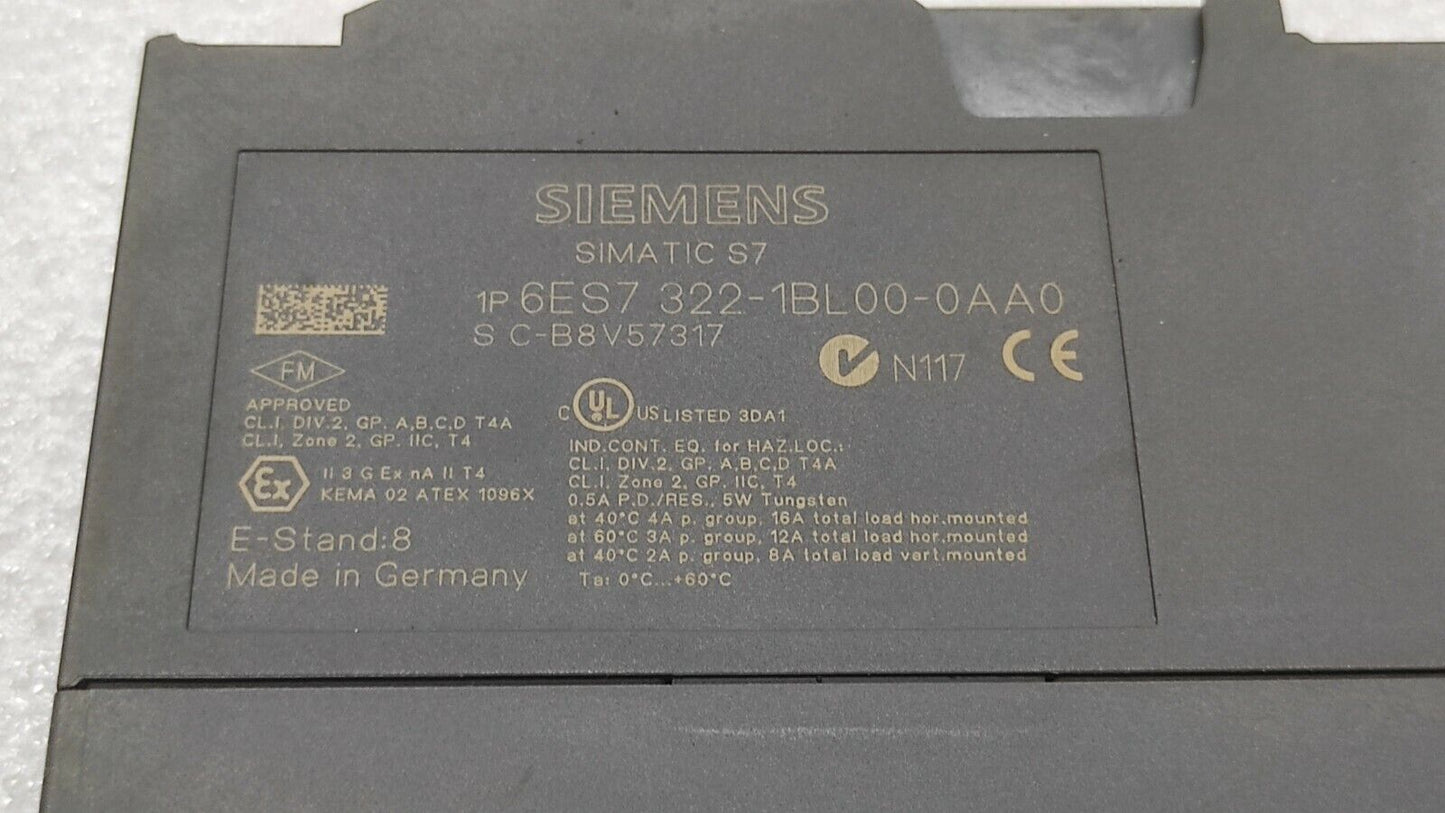 SIEMENS
SIMATIC S7
1P 6ES7 322-1BL00-0AA0
S C-B8V57317
N117 CE
FM
APPROVED
CL.I, DIV.2, GP. A,B,C,D T4A
CL.I, Zone 2, GP. IIC, T4
Ex II 3 G Ex nA II T4
KEMA 02 ATEX 1096X
E-Stand:8
Made in Germany
C UL US LISTED 3DA1
IND.CONT. EQ. for HAZ.LOC.:
CL.I, DIV.2, GP. A,B,C,D T4A
CL.I, Zone 2, GP. IIC, T4
0.5A P.D./RES., 5W Tungsten
at 40°C 4A p. group, 16A total load hor.mounted
at 60°C 3A p. group, 12A total load hor.mounted
at 40°C 2A p. group, 8A total load vert.mounted
Ta: 0°C...+60°C